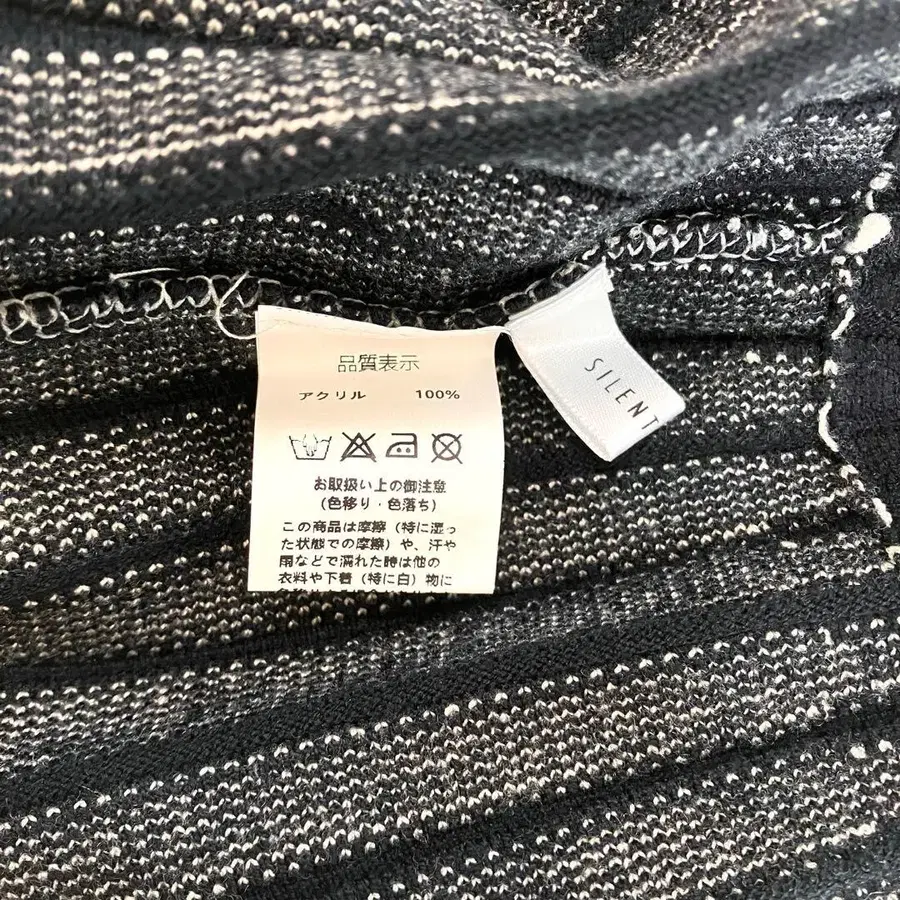 品質表示
アクリル 100%
お取扱い上の御注意
(色移り・色落ち)
この商品は摩擦（特に湿っ
た状態での摩擦）や、汗や
雨などで濡れた時は他の
衣料や下着（特に白）物に
SILENT